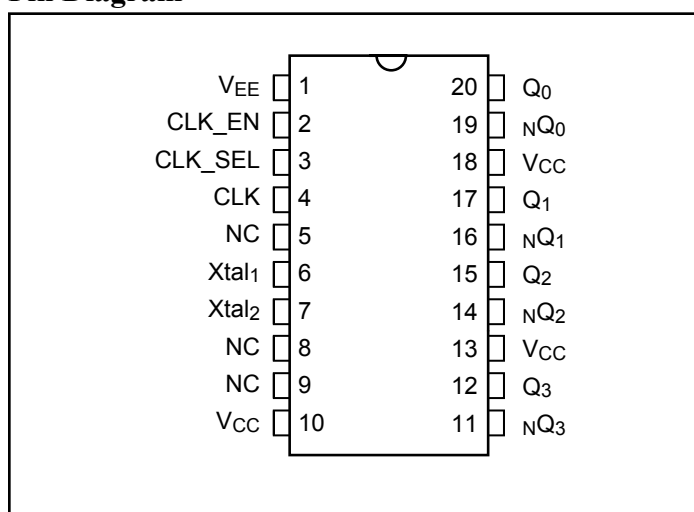 VEE 1 20 Q0
CLK_EN 2 19 NQ0
CLK_SEL 3 18 VCC
CLK 4 17 Q1
NC 5 16 NQ1
Xtal1 6 15 Q2
Xtal2 7 14 NQ2
NC 8 13 VCC
NC 9 12 Q3
VCC 10 11 NQ3